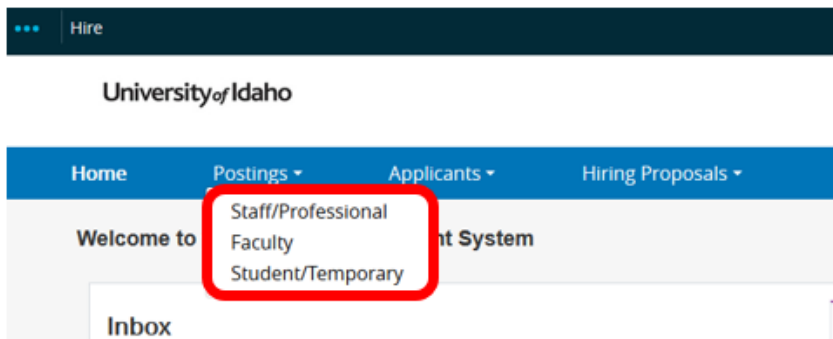 ••• Hire
University of Idaho
Home Postings Applicants Hiring Proposals
Staff/Professional
Welcome to nt System
Faculty
Student/Temporary
Inbox